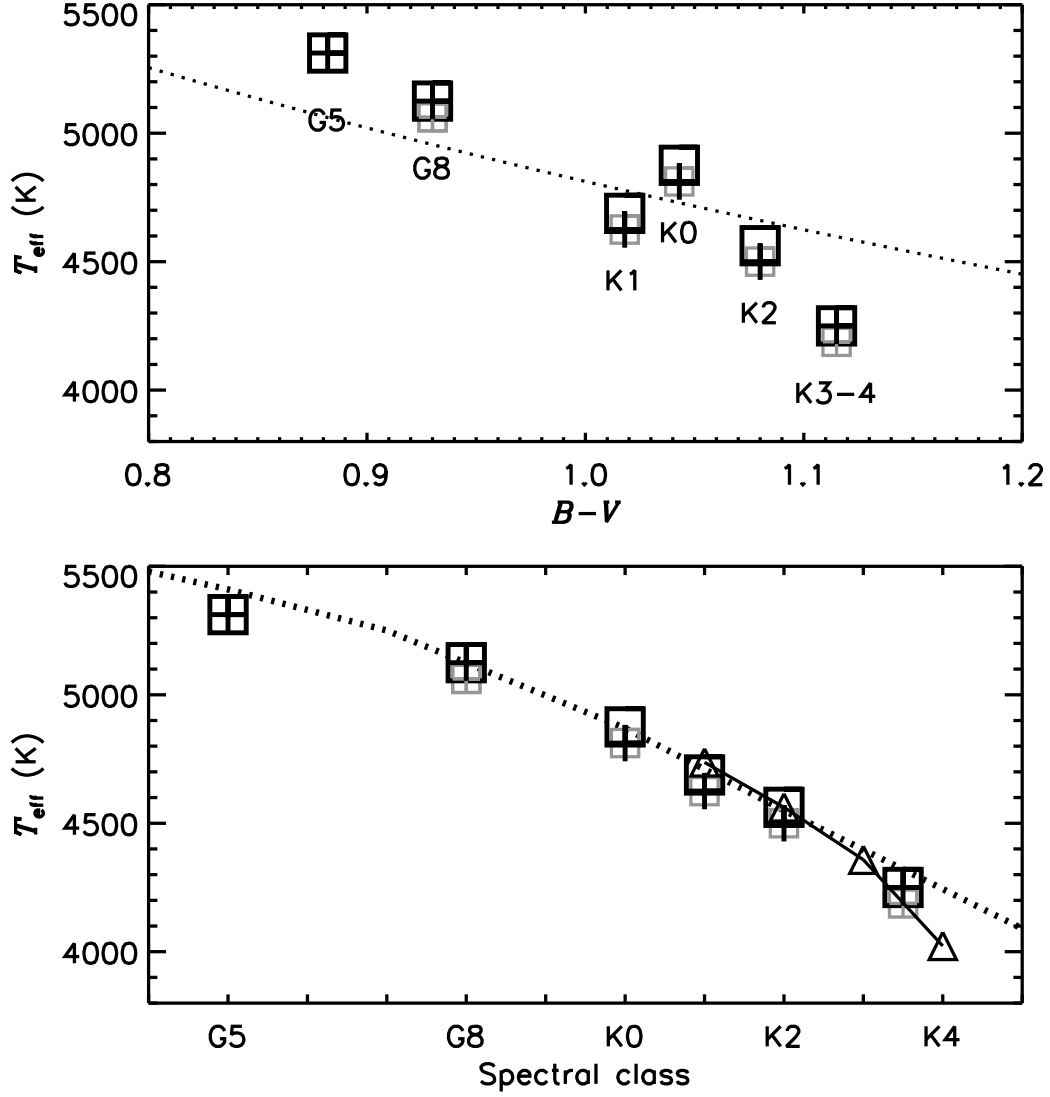 5500
5000
4500
4000
T_eff (K)
G5
G8
K1
K0
K2
K3–4
0.8 0.9 1.0 1.1 1.2
B–V
5500
5000
4500
4000
T_eff (K)
G5 G8 K0 K2 K4
Spectral class